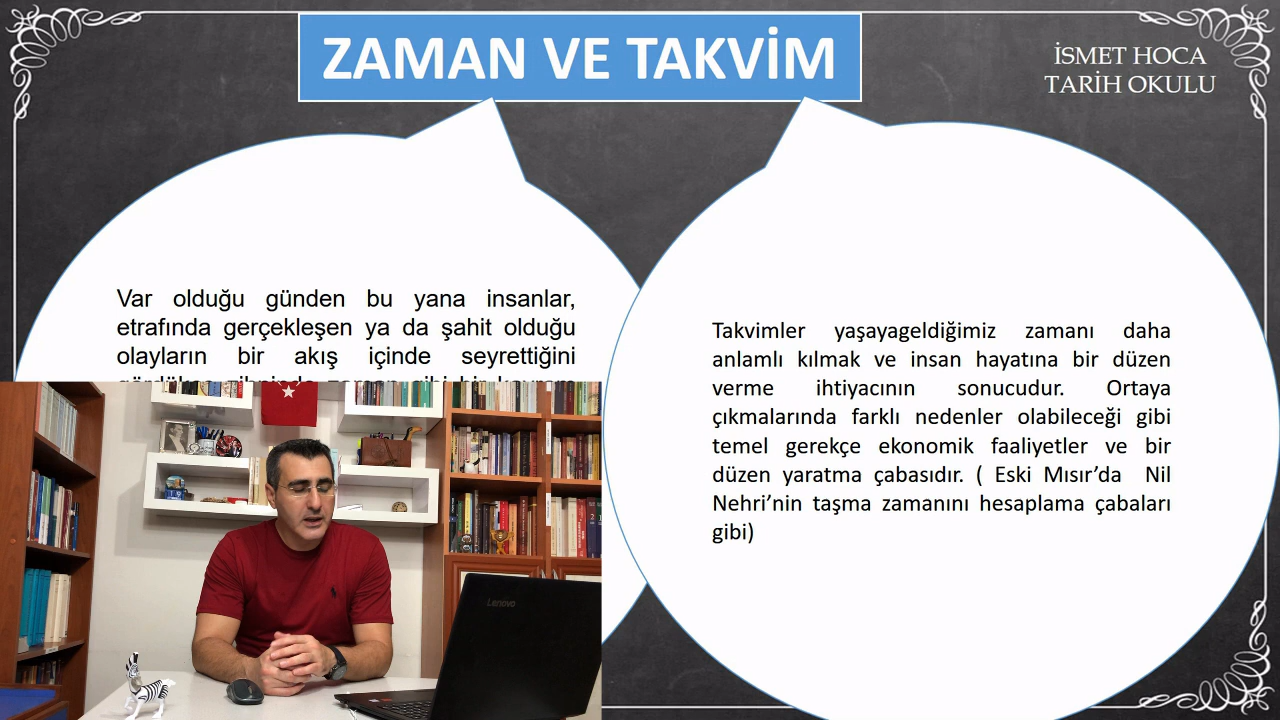 ZAMAN VE TAKVİM
İSMET HOCA
TARİH OKULU
Var olduğu günden bu yana insanlar,
etrafında gerçekleşen ya da şahit olduğu
olayların bir akış içinde seyrettiğini
Takvimler yaşayageldiğimiz zamanı daha
anlamlı kılmak ve insan hayatına bir düzen
verme ihtiyacının sonucudur. Ortaya
çıkmalarında farklı nedenler olabileceği gibi
temel gerekçe ekonomik faaliyetler ve bir
düzen yaratma çabasıdır. ( Eski Mısır’da Nil
Nehri’nin taşma zamanını hesaplama çabaları
gibi)
Lenovo